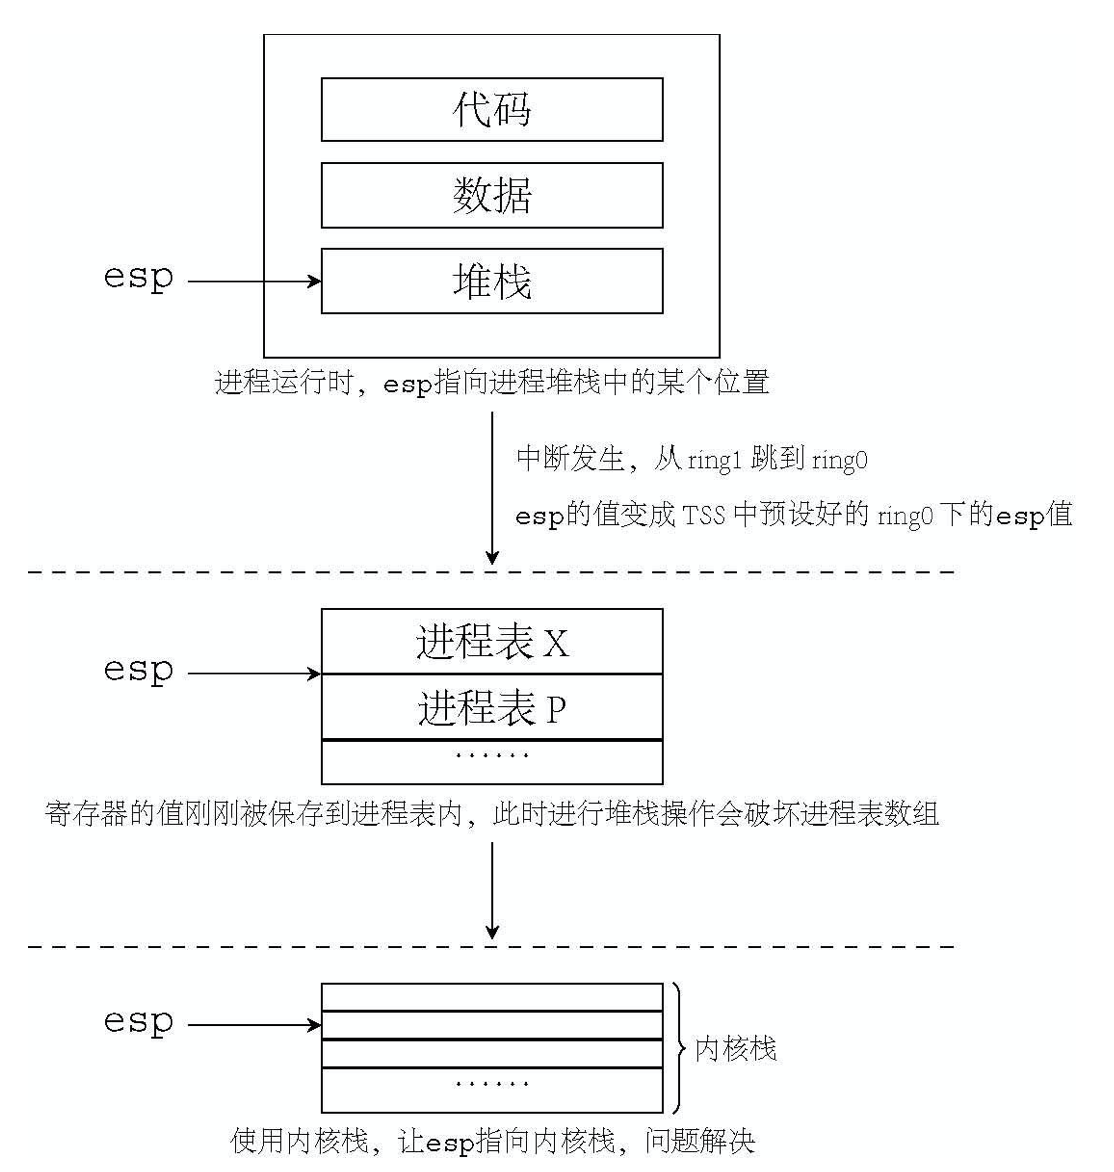 代码
数据
esp
堆栈
进程运行时，esp指向进程堆栈中的某个位置
中断发生，从 ring1 跳到 ring0
esp的值变成 TSS 中预设好的 ring0 下的esp值
进程表 X
esp
进程表 P
······
寄存器的值刚刚被保存到进程表内，此时进行堆栈操作会破坏进程表数组
esp
内核栈
······
使用内核栈，让esp指向内核栈，问题解决